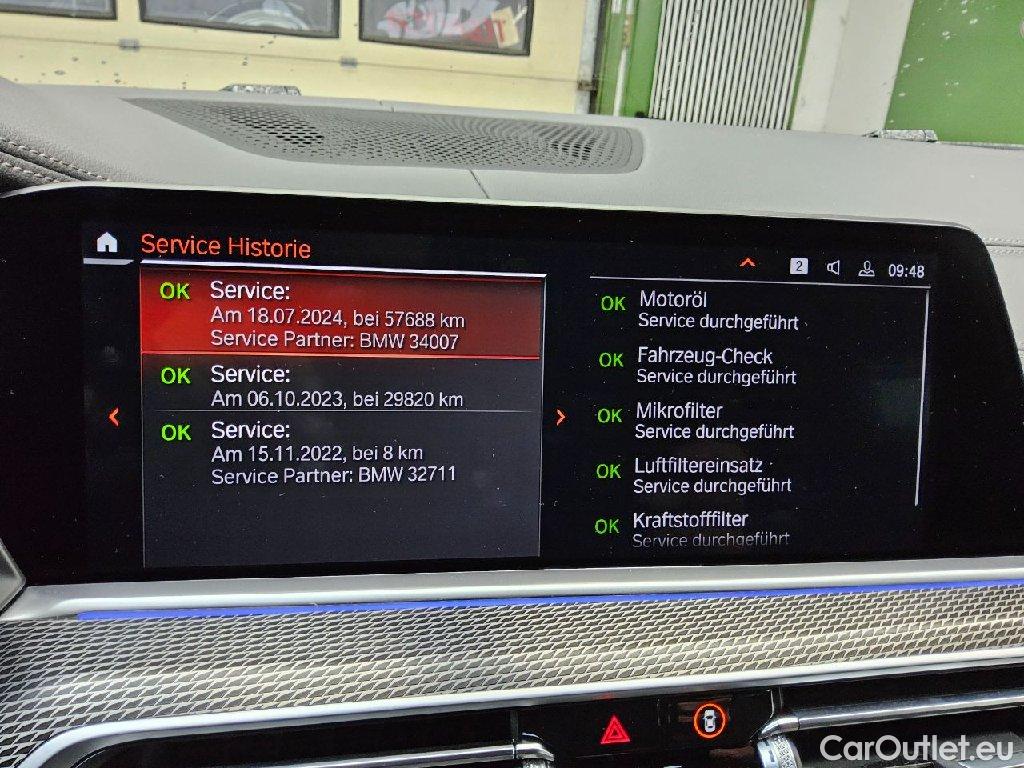 Service Historie
2
09:48
OK Service:
Am 18.07.2024, bei 57688 km
Service Partner: BMW 34007
OK Service:
Am 06.10.2023, bei 29820 km
OK Service:
Am 15.11.2022, bei 8 km
Service Partner: BMW 32711
OK Motoröl
Service durchgeführt
OK Fahrzeug-Check
Service durchgeführt
OK Mikrofilter
Service durchgeführt
OK Luftfiltereinsatz
Service durchgeführt
OK Kraftstofffilter
Service durchgeführt
CarOutlet.eu